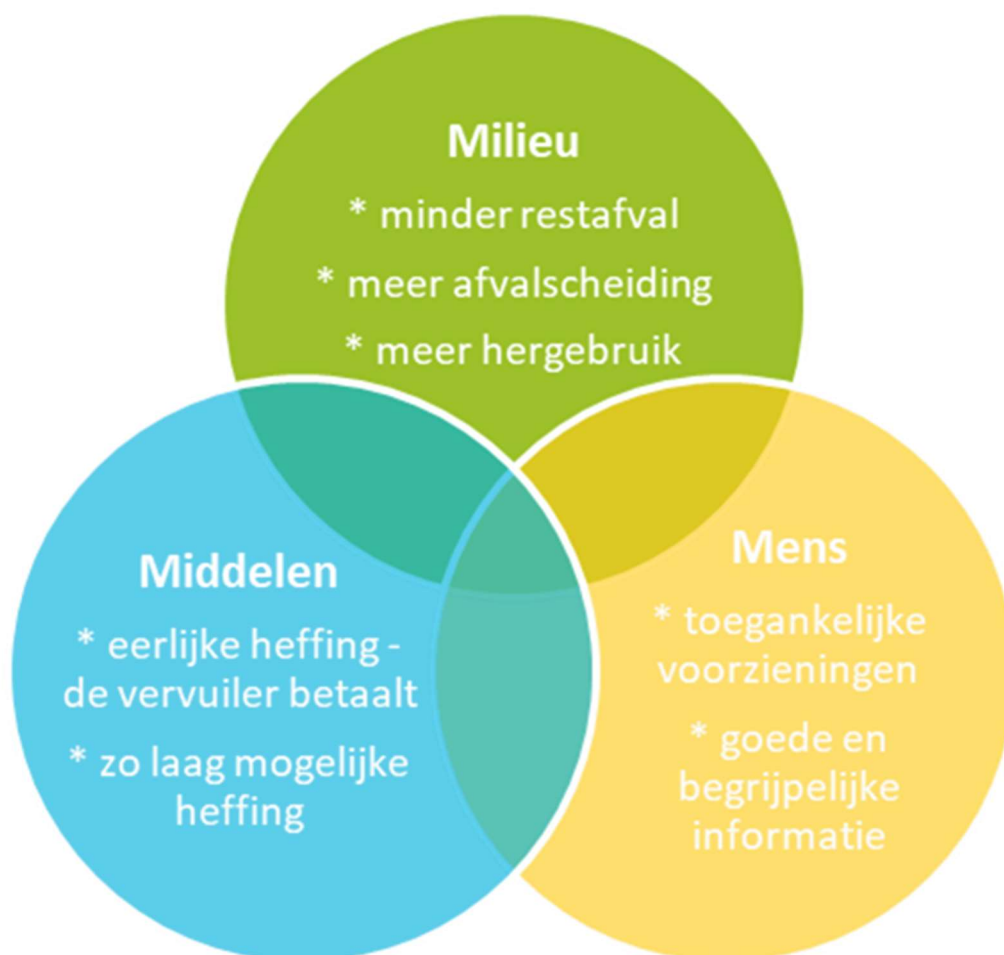 Milieu
* minder restafval
* meer afvalscheiding
* meer hergebruik
Middelen
* eerlijke heffing -
de vervuiler betaalt
* zo laag mogelijke
heffing
Mens
* toegankelijke
voorzieningen
* goede en
begrijpelijke
informatie